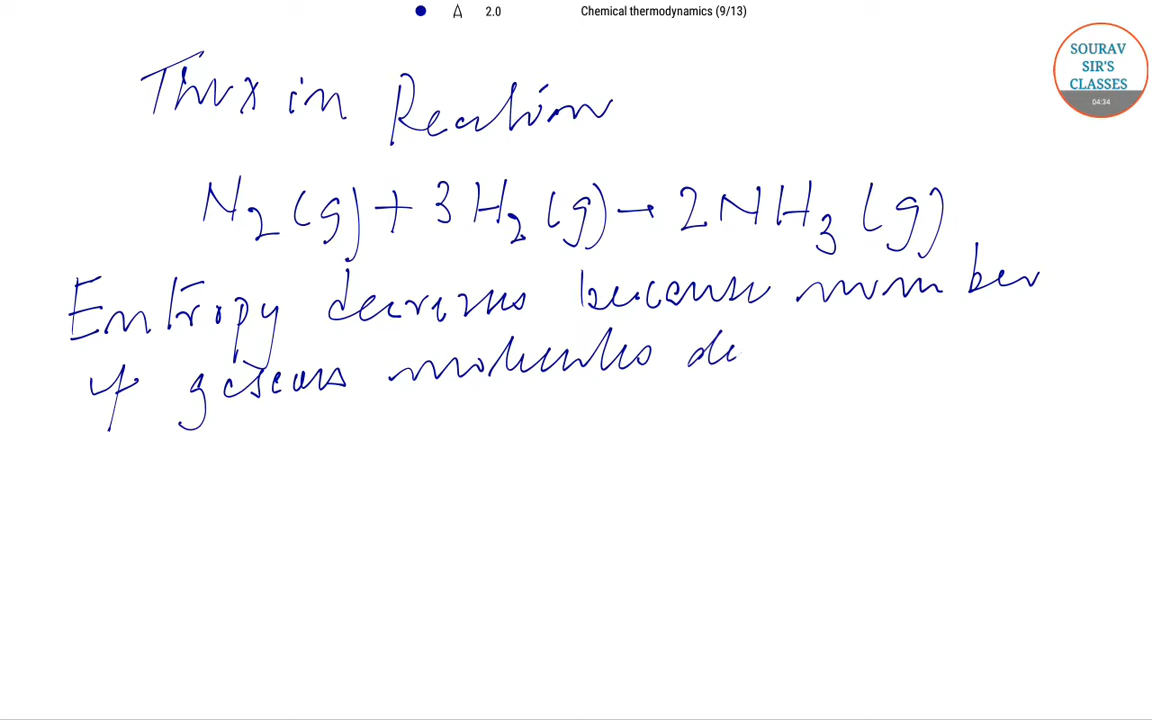 2.0 Chemical thermodynamics (9/13)
SOURAV
SIR'S
CLASSES
04:34
Thus in Reaction
N₂(g) + 3H₂(g) → 2NH₃(g)
Entropy decreases because number
of gaseous molecules de